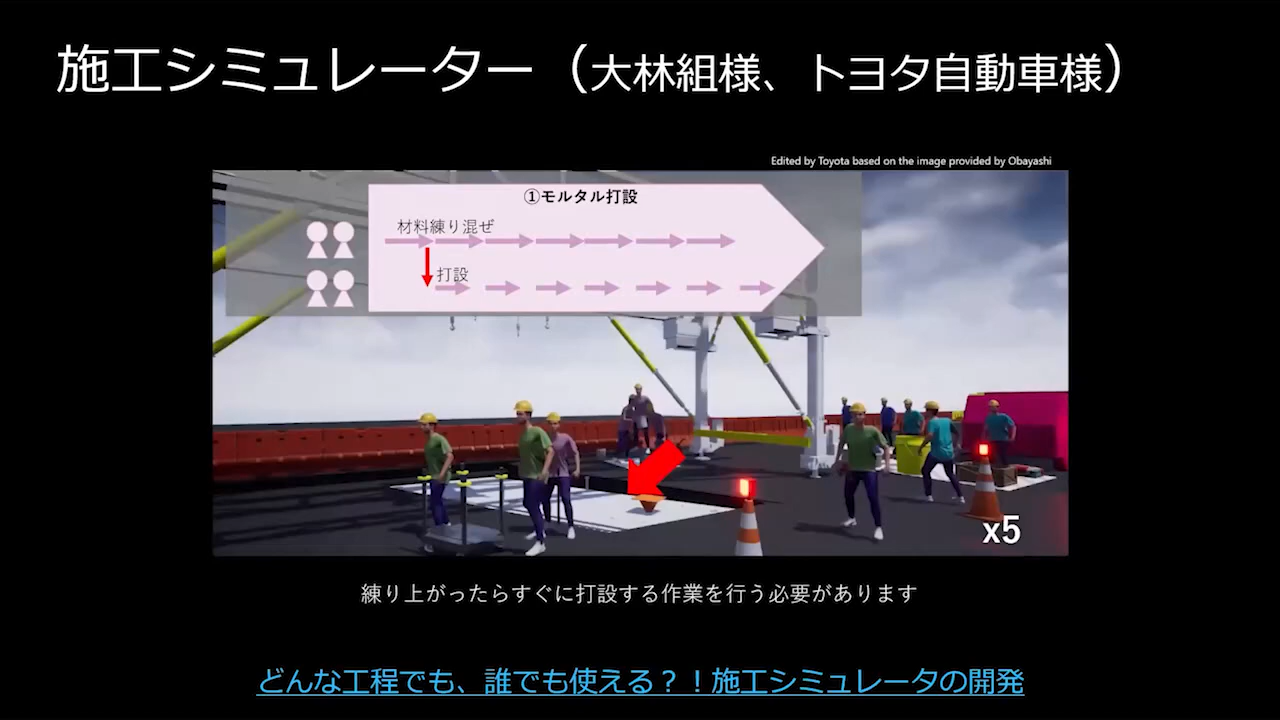 施工シミュレーター（大林組様、トヨタ自動車様）
Edited by Toyota based on the image provided by Obayashi
①モルタル打設
材料練り混ぜ
打設
x5
練り上がったらすぐに打設する作業を行う必要があります
どんな工程でも、誰でも使える？！施工シミュレータの開発